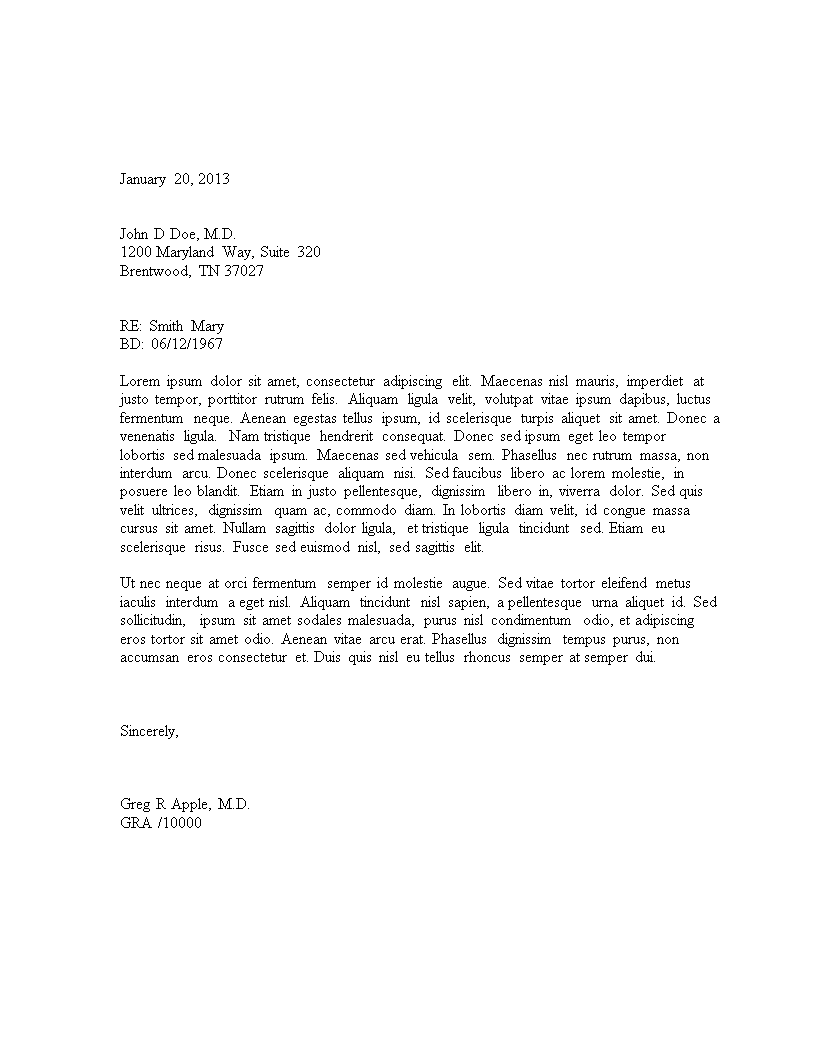 January 20, 2013
John D Doe, M.D.
1200 Maryland Way, Suite 320
Brentwood, TN 37027
RE: Smith Mary
BD: 06/12/1967
Lorem ipsum dolor sit amet, consectetur adipiscing elit. Maecenas nisl mauris, imperdiet at
justo tempor, porttitor rutrum felis. Aliquam ligula velit, volutpat vitae ipsum dapibus, luctus
fermentum neque. Aenean egestas tellus ipsum, id scelerisque turpis aliquet sit amet. Donec a
venenatis ligula. Nam tristique hendrerit consequat. Donec sed ipsum eget leo tempor
lobortis sed malesuada ipsum. Maecenas sed vehicula sem. Phasellus nec rutrum massa, non
interdum arcu. Donec scelerisque aliquam nisi. Sed faucibus libero ac lorem molestie, in
posuere leo blandit. Etiam in justo pellentesque, dignissim libero in, viverra dolor. Sed quis
velit ultrices, dignissim quam ac, commodo diam. In lobortis diam velit, id congue massa
cursus sit amet. Nullam sagittis dolor ligula, et tristique ligula tincidunt sed. Etiam eu
scelerisque risus. Fusce sed euismod nisl, sed sagittis elit.
Ut nec neque at orci fermentum semper id molestie augue. Sed vitae tortor eleifend metus
iaculis interdum a eget nisl. Aliquam tincidunt nisl sapien, a pellentesque urna aliquet id. Sed
sollicitudin, ipsum sit amet sodales malesuada, purus nisl condimentum odio, et adipiscing
eros tortor sit amet odio. Aenean vitae arcu erat. Phasellus dignissim tempus purus, non
accumsan eros consectetur et. Duis quis nisl eu tellus rhoncus semper at semper dui.
Sincerely,
Greg R Apple, M.D.
GRA /10000